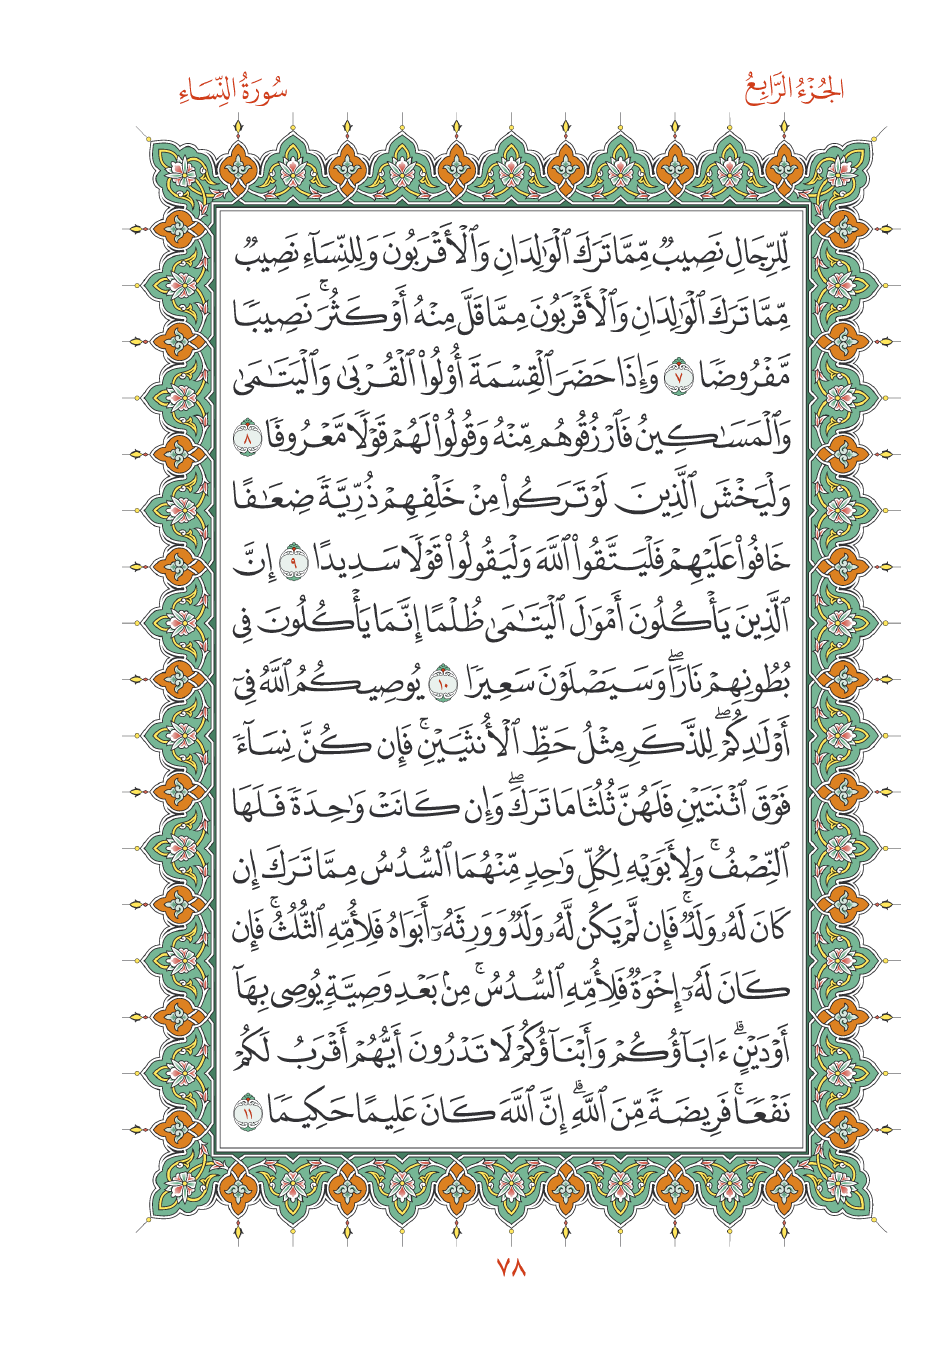 الجُزْءُ الرَّابِعُ
سُورَةُ النِّسَاءِ
لِّلرِّجَالِ نَصِيبٞ مِّمَّا تَرَكَ ٱلۡوَٰلِدَانِ وَٱلۡأَقۡرَبُونَ وَلِلنِّسَآءِ نَصِيبٞ
مِّمَّا تَرَكَ ٱلۡوَٰلِدَانِ وَٱلۡأَقۡرَبُونَ مِمَّا قَلَّ مِنۡهُ أَوۡ كَثُرَۚ نَصِيبٗا
مَّفۡرُوضٗا ٧ وَإِذَا حَضَرَ ٱلۡقِسۡمَةَ أُوْلُواْ ٱلۡقُرۡبَىٰ وَٱلۡيَتَٰمَىٰ
وَٱلۡمَسَٰكِينُ فَٱرۡزُقُوهُم مِّنۡهُ وَقُولُواْ لَهُمۡ قَوۡلٗا مَّعۡرُوفٗا ٨
وَلۡيَخۡشَ ٱلَّذِينَ لَوۡ تَرَكُواْ مِنۡ خَلۡفِهِمۡ ذُرِّيَّةٗ ضِعَٰفًا
خَافُواْ عَلَيۡهِمۡ فَلۡيَتَّقُواْ ٱللَّهَ وَلۡيَقُولُواْ قَوۡلٗا سَدِيدًا ٩ إِنَّ
ٱلَّذِينَ يَأۡكُلُونَ أَمۡوَٰلَ ٱلۡيَتَٰمَىٰ ظُلۡمًا إِنَّمَا يَأۡكُلُونَ فِي
بُطُونِهِمۡ نَارٗاۖ وَسَيَصۡلَوۡنَ سَعِيرٗا ١٠ يُوصِيكُمُ ٱللَّهُ فِيٓ
أَوۡلَٰدِكُمۡۖ لِلذَّكَرِ مِثۡلُ حَظِّ ٱلۡأُنثَيَيۡنِۚ فَإِن كُنَّ نِسَآءٗ
فَوۡقَ ٱثۡنَتَيۡنِ فَلَهُنَّ ثُلُثَا مَا تَرَكَۖ وَإِن كَانَتۡ وَٰحِدَةٗ فَلَهَا
ٱلنِّصۡفُۚ وَلِأَبَوَيۡهِ لِكُلِّ وَٰحِدٖ مِّنۡهُمَا ٱلسُّدُسُ مِمَّا تَرَكَ إِن
كَانَ لَهُۥ وَلَدٞۚ فَإِن لَّمۡ يَكُن لَّهُۥ وَلَدٞ وَوَرِثَهُۥٓ أَبَوَاهُ فَلِأُمِّهِ ٱلثُّلُثُۚ فَإِن
كَانَ لَهُۥٓ إِخۡوَةٞ فَلِأُمِّهِ ٱلسُّدُسُۚ مِنۢ بَعۡدِ وَصِيَّةٖ يُوصِي بِهَآ
أَوۡ دَيۡنٍۗ ءَابَآؤُكُمۡ وَأَبۡنَآؤُكُمۡ لَا تَدۡرُونَ أَيُّهُمۡ أَقۡرَبُ لَكُمۡ
نَفۡعٗاۚ فَرِيضَةٗ مِّنَ ٱللَّهِۗ إِنَّ ٱللَّهَ كَانَ عَلِيمًا حَكِيمٗا ١١
٧٨